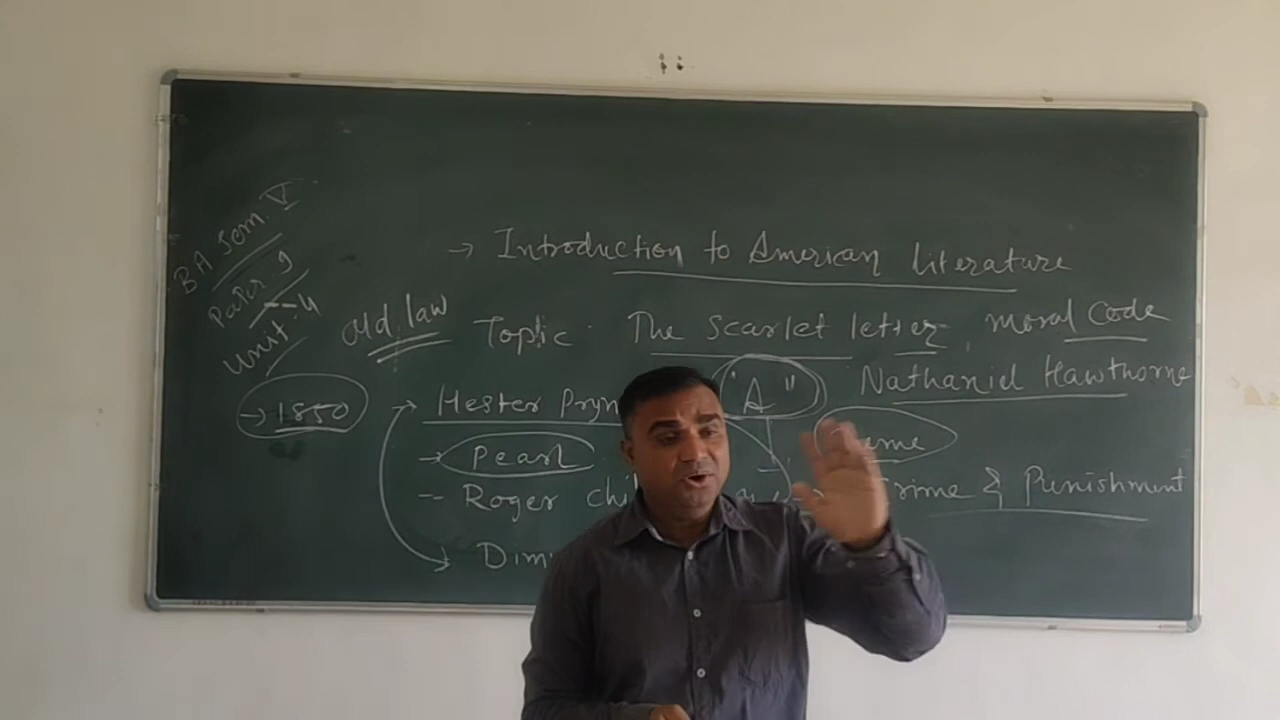 BA Sem. V
Paper 9
Unit: 4
→ Introduction to American literature
old law Topic: The Scarlet letter, Moral Code
→ 1850
Nathaniel Hawthorne
→ Hester Pryn
"A"
→ Pearl
Roger chil
Crime & Punishment
Dim